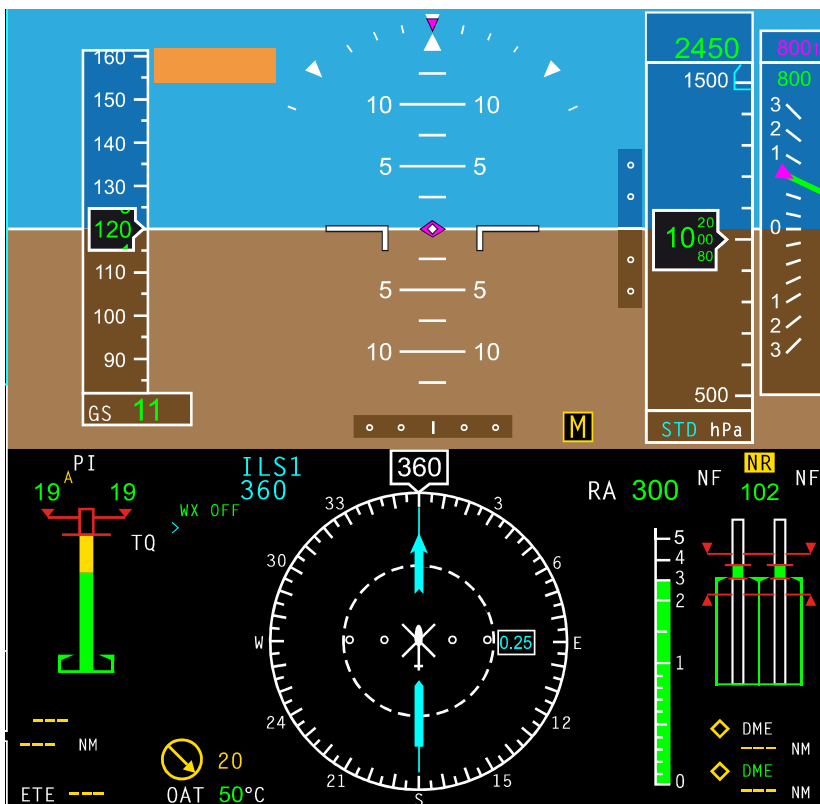 2450
800
160
150
140
130
120
110
100
90
GS 11
10 10
5 5
5 5
10 10
1500
10 20 00 80
500
STD hPa
800
3
2
1
0
1
2
3
M
PI
A
19 19
TQ
WX OFF
>
ILS1
360
360
33 3
30 6
W E
24 12
21 15
S
0.25
RA 300
NF NR NF
102
5
4
3
2
1
0
NM
ETE
20
OAT 50°C
DME
NM
DME
NM